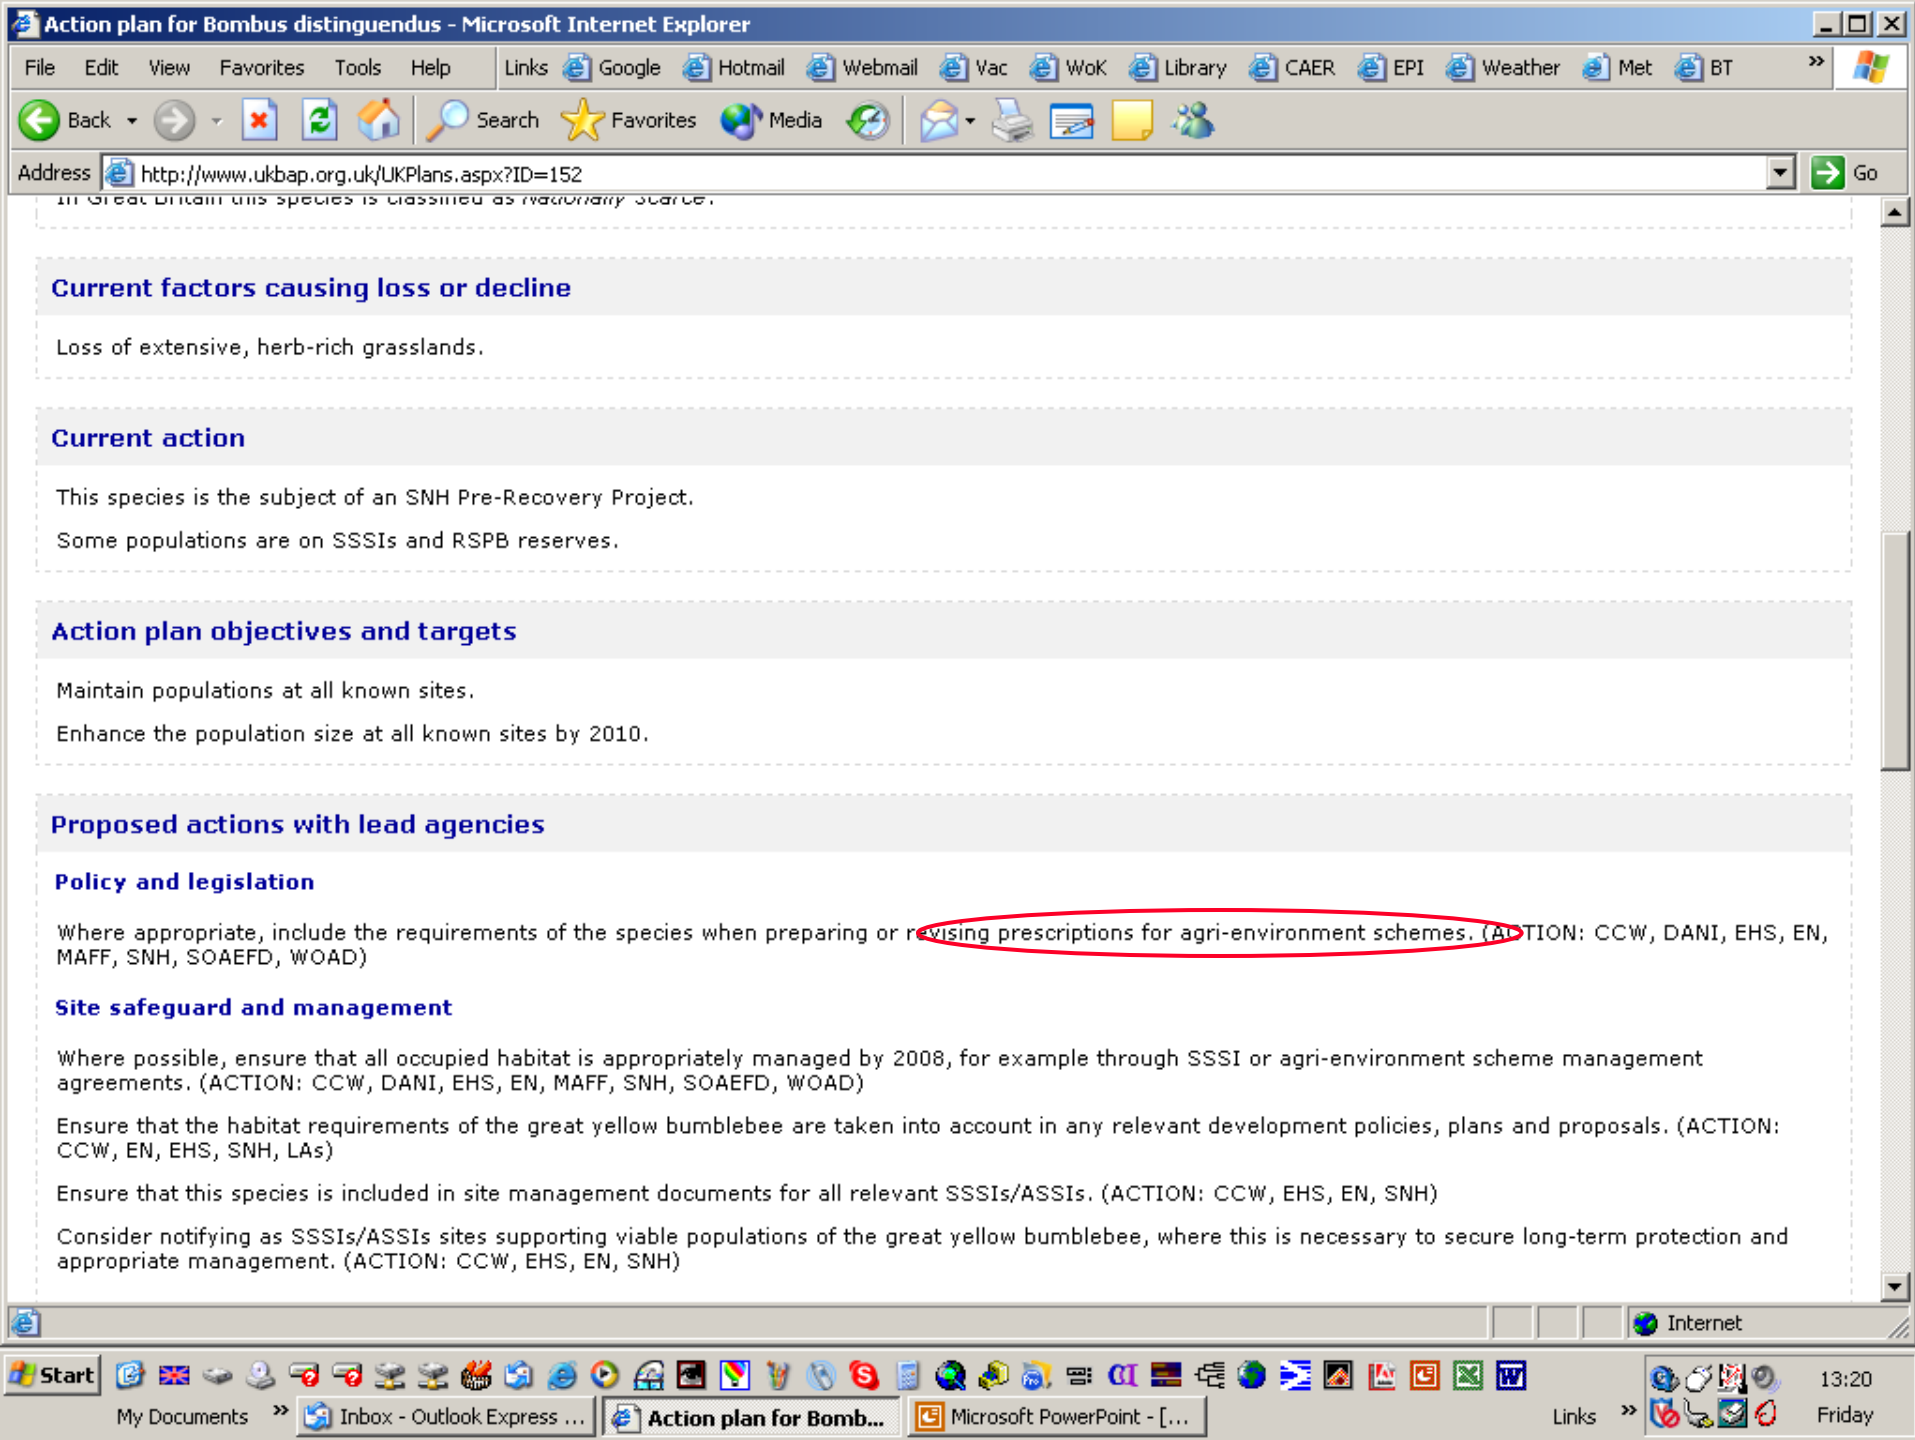 Action plan for Bombus distinguendus - Microsoft Internet Explorer
File Edit View Favorites Tools Help Links Google Hotmail Webmail Vac WoK Library CAER EPI Weather Met BT »
Back Search Favorites Media
Address http://www.ukbap.org.uk/UKPlans.aspx?ID=152 Go
In Great Britain this species is classified as Nationally Scarce.
Current factors causing loss or decline
Loss of extensive, herb-rich grasslands.
Current action
This species is the subject of an SNH Pre-Recovery Project.
Some populations are on SSSIs and RSPB reserves.
Action plan objectives and targets
Maintain populations at all known sites.
Enhance the population size at all known sites by 2010.
Proposed actions with lead agencies
Policy and legislation
Where appropriate, include the requirements of the species when preparing or revising prescriptions for agri-environment schemes. (ACTION: CCW, DANI, EHS, EN,
MAFF, SNH, SOAEFD, WOAD)
Site safeguard and management
Where possible, ensure that all occupied habitat is appropriately managed by 2008, for example through SSSI or agri-environment scheme management
agreements. (ACTION: CCW, DANI, EHS, EN, MAFF, SNH, SOAEFD, WOAD)
Ensure that the habitat requirements of the great yellow bumblebee are taken into account in any relevant development policies, plans and proposals. (ACTION:
CCW, EN, EHS, SNH, LAs)
Ensure that this species is included in site management documents for all relevant SSSIs/ASSIs. (ACTION: CCW, EHS, EN, SNH)
Consider notifying as SSSIs/ASSIs sites supporting viable populations of the great yellow bumblebee, where this is necessary to secure long-term protection and
appropriate management. (ACTION: CCW, EHS, EN, SNH)
Internet
Start 13:20
My Documents » Inbox - Outlook Express ... Action plan for Bomb... Microsoft PowerPoint - [... Links » Friday